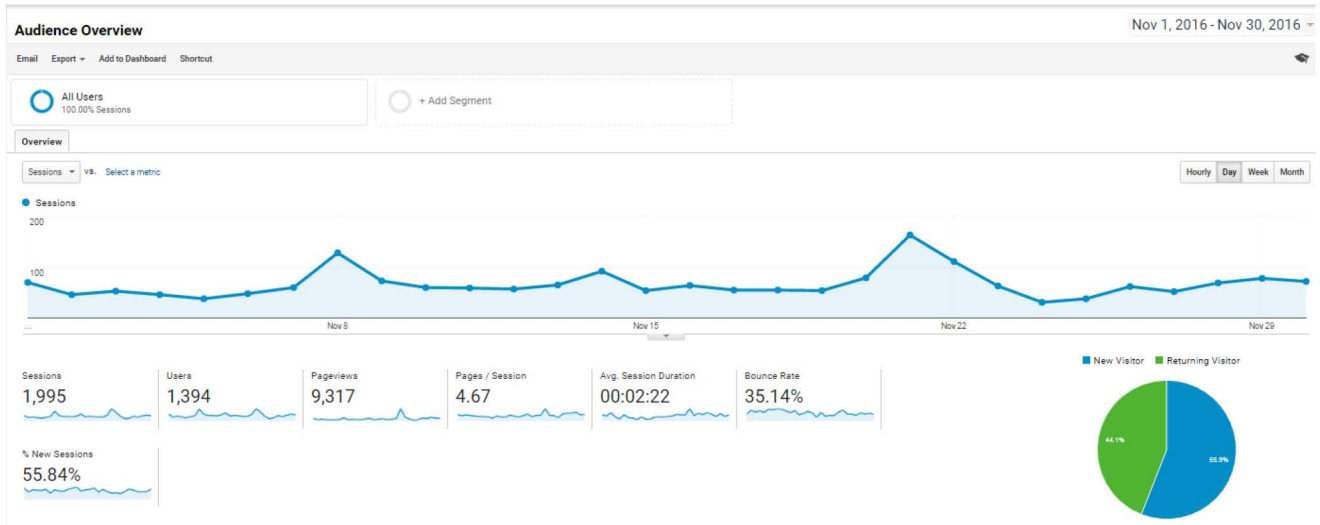 Audience Overview
Nov 1, 2016 - Nov 30, 2016
Email Export Add to Dashboard Shortcut
All Users
100.00% Sessions
+ Add Segment
Overview
Sessions vs. Select a metric
Hourly Day Week Month
Sessions
200
100
... Nov 8 Nov 15 Nov 22 Nov 29
New Visitor Returning Visitor
Sessions Users Pageviews Pages / Session Avg. Session Duration Bounce Rate
1,995 1,394 9,317 4.67 00:02:22 35.14%
44.1%
55.9%
% New Sessions
55.84%